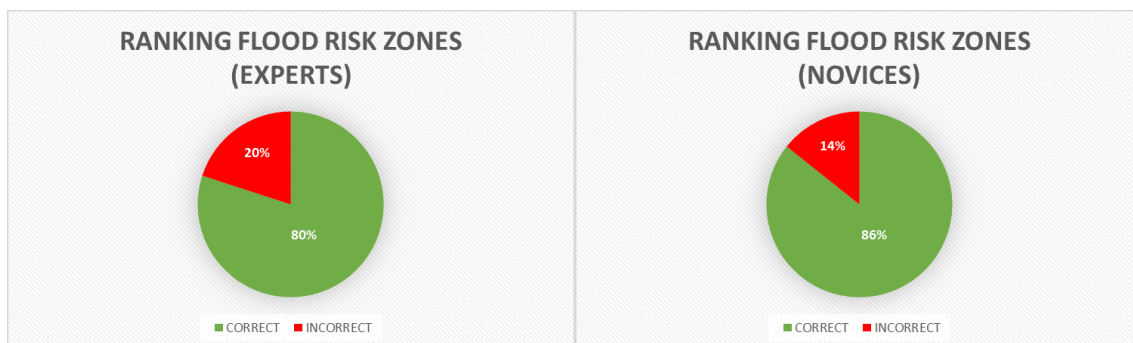 RANKING FLOOD RISK ZONES
(EXPERTS)
20%
80%
CORRECT INCORRECT
RANKING FLOOD RISK ZONES
(NOVICES)
14%
86%
CORRECT INCORRECT